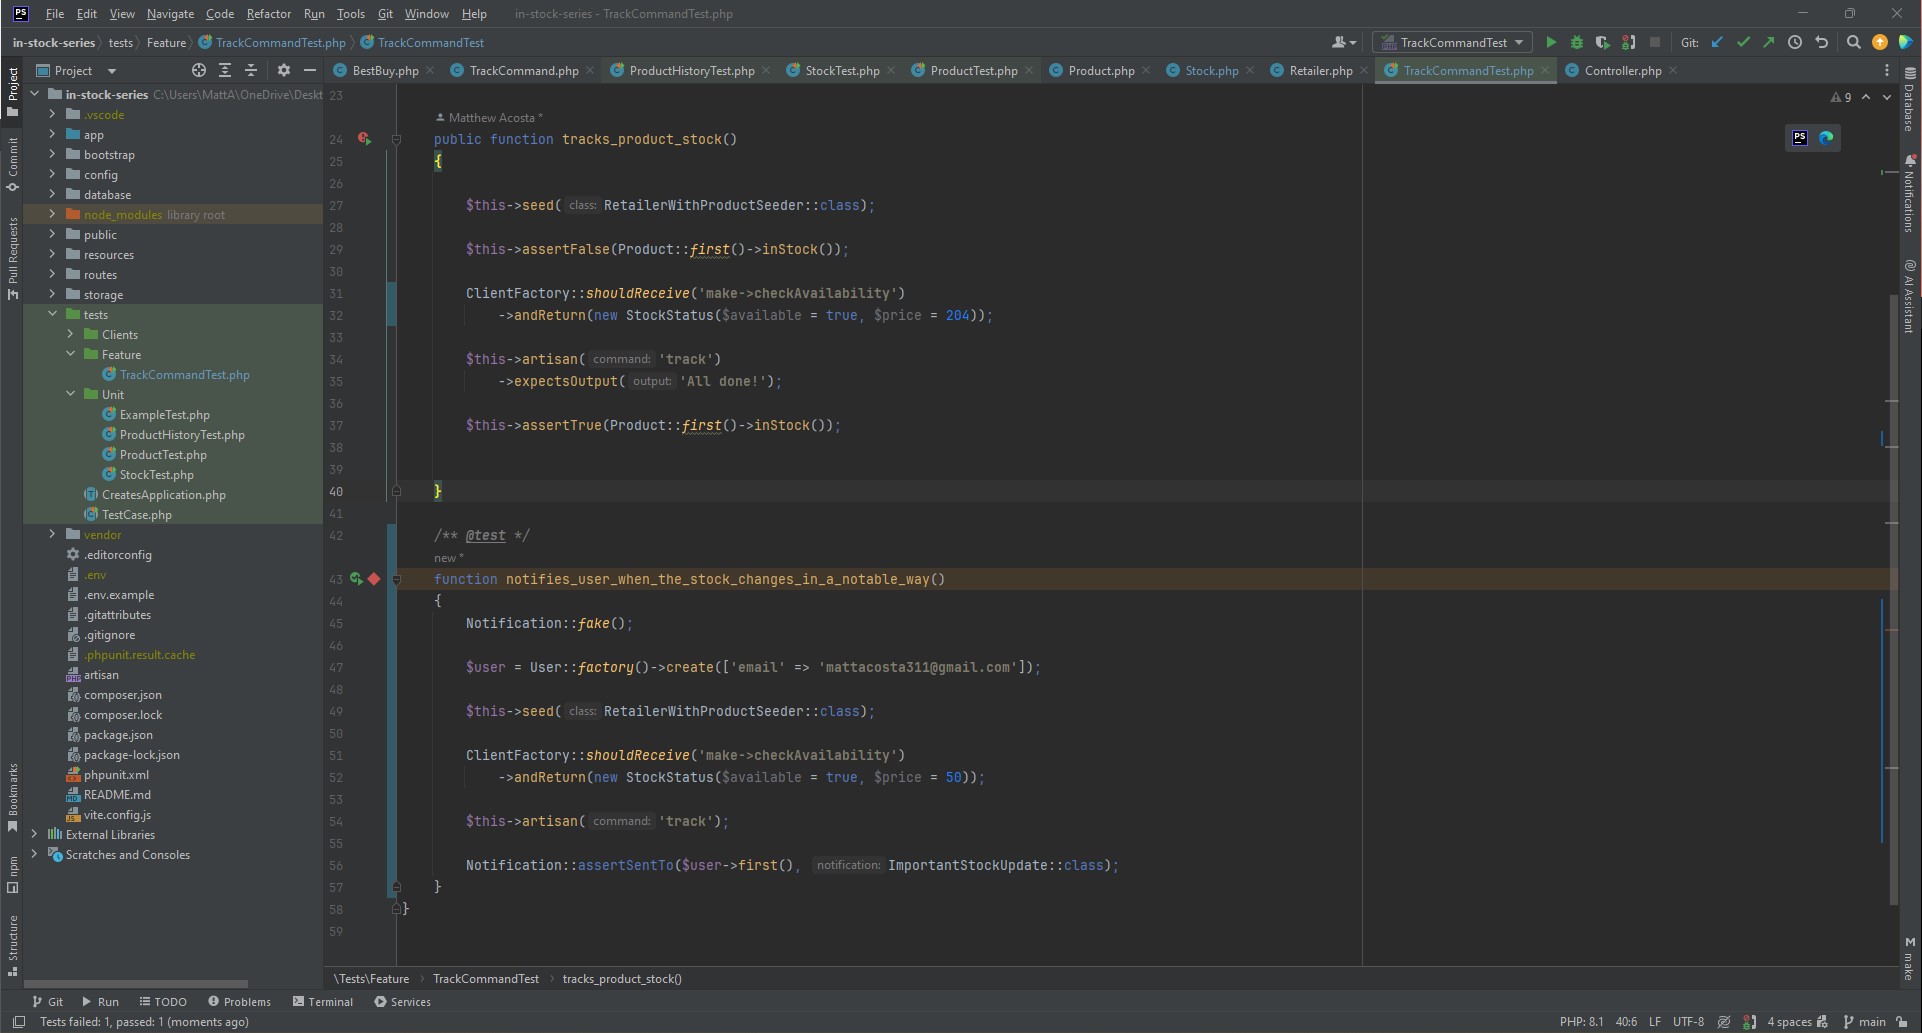 PS File Edit View Navigate Code Refactor Run Tools Git Window Help in-stock-series - TrackCommandTest.php
in-stock-series tests Feature TrackCommandTest.php TrackCommandTest TrackCommandTest Git:
Project BestBuy.php TrackCommand.php ProductHistoryTest.php StockTest.php ProductTest.php Product.php Stock.php Retailer.php TrackCommandTest.php Controller.php
Project
Commit
Pull Requests
Bookmarks
npm
Structure
in-stock-series C:\Users\MattA\OneDrive\Deskt
.vscode
app
bootstrap
config
database
node_modules library root
public
resources
routes
storage
tests
Clients
Feature
TrackCommandTest.php
Unit
ExampleTest.php
ProductHistoryTest.php
ProductTest.php
StockTest.php
CreatesApplication.php
TestCase.php
vendor
.editorconfig
.env
.env.example
.gitattributes
.gitignore
.phpunit.result.cache
artisan
composer.json
composer.lock
package.json
package-lock.json
phpunit.xml
README.md
vite.config.js
External Libraries
Scratches and Consoles
23
Matthew Acosta *
24 public function tracks_product_stock()
25 {
26
27 $this->seed( class: RetailerWithProductSeeder::class);
28
29 $this->assertFalse(Product::first()->inStock());
30
31 ClientFactory::shouldReceive('make->checkAvailability')
32 ->andReturn(new StockStatus($available = true, $price = 204));
33
34 $this->artisan( command: 'track')
35 ->expectsOutput( output: 'All done!');
36
37 $this->assertTrue(Product::first()->inStock());
38
39
40 }
41
42 /** @test */
new *
43 function notifies_user_when_the_stock_changes_in_a_notable_way()
44 {
45 Notification::fake();
46
47 $user = User::factory()->create(['email' => 'mattacosta311@gmail.com']);
48
49 $this->seed( class: RetailerWithProductSeeder::class);
50
51 ClientFactory::shouldReceive('make->checkAvailability')
52 ->andReturn(new StockStatus($available = true, $price = 50));
53
54 $this->artisan( command: 'track');
55
56 Notification::assertSentTo($user->first(), notification: ImportantStockUpdate::class);
57 }
58 }
59
9
PS
Database
Notifications
AI Assistant
M make
\Tests\Feature TrackCommandTest tracks_product_stock()
Git Run TODO Problems Terminal Services
Tests failed: 1, passed: 1 (moments ago) PHP: 8.1 40:6 LF UTF-8 4 spaces main